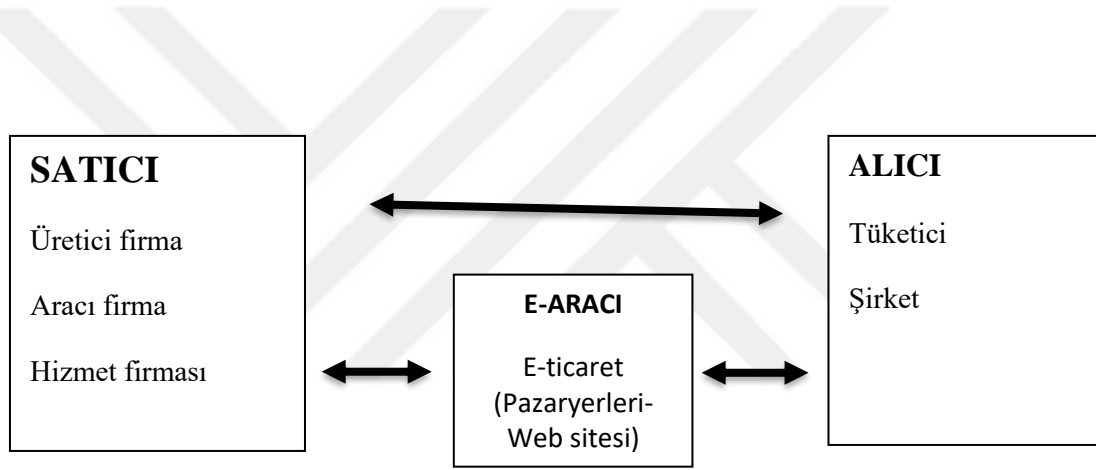 SATICI
Üretici firma
Aracı firma
Hizmet firması
E-ARACI
E-ticaret
(Pazaryerleri-
Web sitesi)
ALICI
Tüketici
Şirket